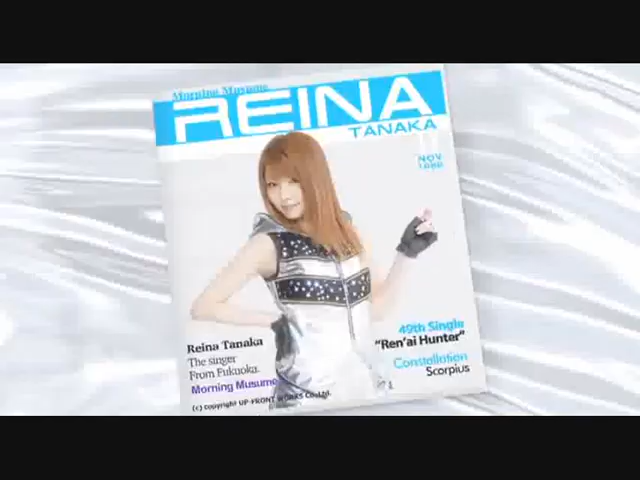 Morning Musume
REINA
TANAKA
11
NOV
49th Single
"Ren'ai Hunter"
Constellation
Scorpius
Reina Tanaka
The singer
From Fukuoka.
Morning Musume
(c) copyright UP-FRONT WORKS Co.,Ltd.